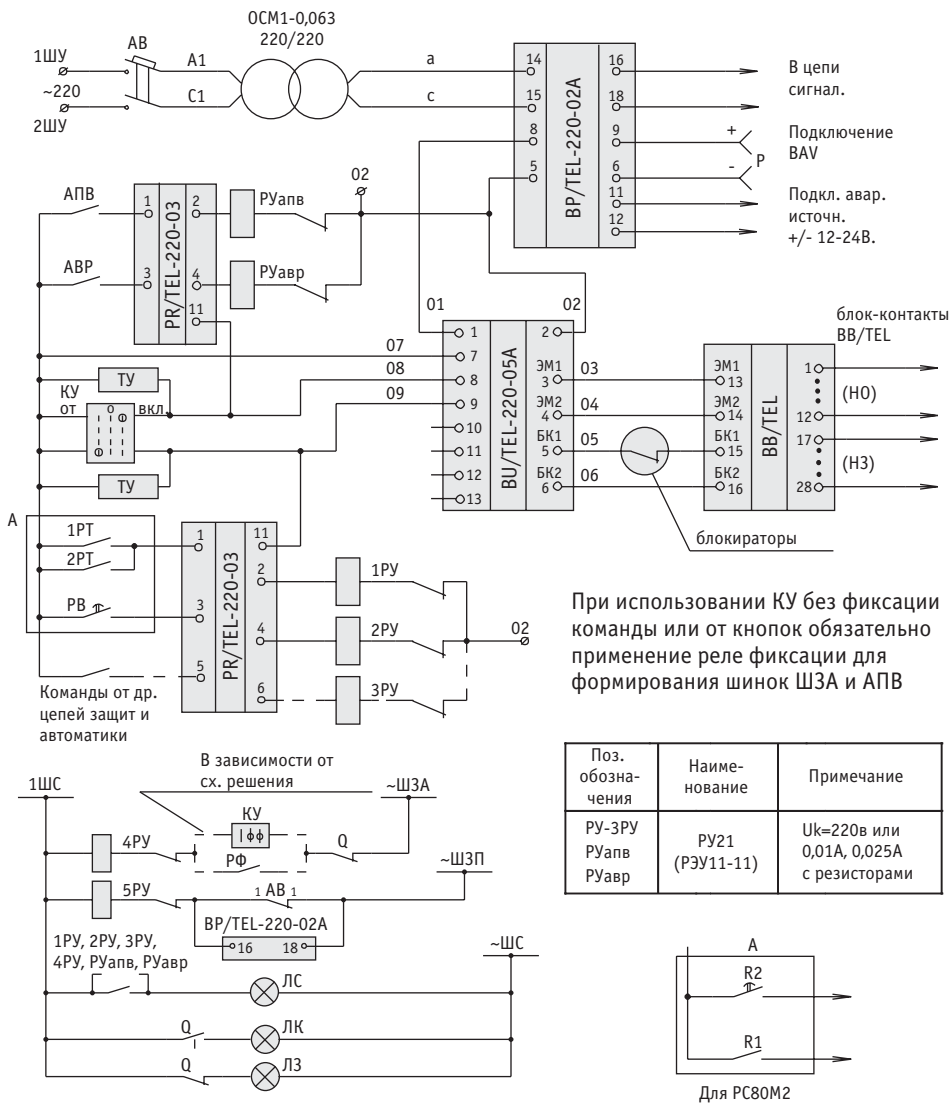 ОСМ1-0,063
220/220
1ШУ
АВ
А1
~220
С1
2ШУ
а
с
14
15
8
5
BP/TEL-220-02A
16
18
9
6
11
12
В цепи
сигнал.
+
-
Р
Подключение
BAV
Подкл. авар.
источн.
+/- 12-24В.
АПВ
АВР
1
3
PR/TEL-220-03
2
4
11
РУапв
РУавр
02
01
02
07
08
09
1
7
8
9
10
11
12
13
BU/TEL-220-05A
2
ЭМ1
3
ЭМ2
4
БК1
5
БК2
6
03
04
05
06
ЭМ1
13
ЭМ2
14
БК1
15
БК2
16
BB/TEL
1
12
17
28
блок-контакты
BB/TEL
(НО)
(НЗ)
блокираторы
ТУ
КУ
от
0
вкл.
ТУ
А
1РТ
2РТ
РВ
1
3
5
PR/TEL-220-03
11
2
4
6
1РУ
2РУ
3РУ
02
Команды от др.
цепей защит и
автоматики
При использовании КУ без фиксации
команды или от кнопок обязательно
применение реле фиксации для
формирования шинок ШЗА и АПВ
В зависимости от
сх. решения
1ШС
~ШЗА
КУ
4РУ
РФ
Q
~ШЗП
5РУ
1 АВ 1
BP/TEL-220-02A
16 18
1РУ, 2РУ, 3РУ,
4РУ, РУапв, РУавр
~ШС
ЛС
Q
ЛК
Q
ЛЗ
Поз.
обозна-
чения
Наиме-
нование
Примечание
РУ-3РУ
РУапв
РУавр
РУ21
(РЭУ11-11)
Uk=220в или
0,01А, 0,025А
с резисторами
А
R2
R1
Для РС80М2